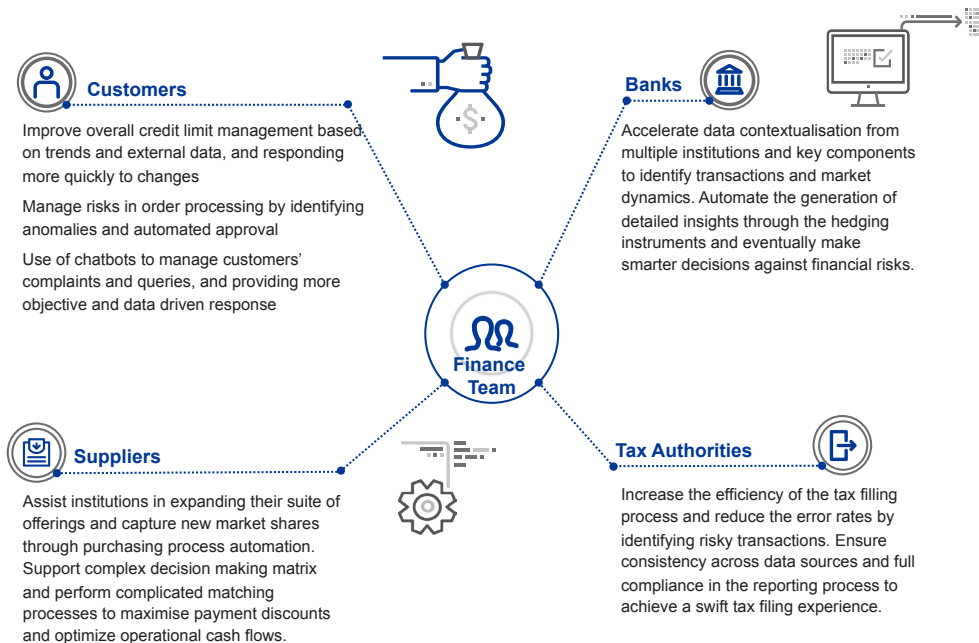 Customers
Improve overall credit limit management based
on trends and external data, and responding
more quickly to changes
Manage risks in order processing by identifying
anomalies and automated approval
Use of chatbots to manage customers’
complaints and queries, and providing more
objective and data driven response
$
Banks
Accelerate data contextualisation from
multiple institutions and key components
to identify transactions and market
dynamics. Automate the generation of
detailed insights through the hedging
instruments and eventually make
smarter decisions against financial risks.
Finance
Team
Suppliers
Assist institutions in expanding their suite of
offerings and capture new market shares
through purchasing process automation.
Support complex decision making matrix
and perform complicated matching
processes to maximise payment discounts
and optimize operational cash flows.
Tax Authorities
Increase the efficiency of the tax filling
process and reduce the error rates by
identifying risky transactions. Ensure
consistency across data sources and full
compliance in the reporting process to
achieve a swift tax filing experience.